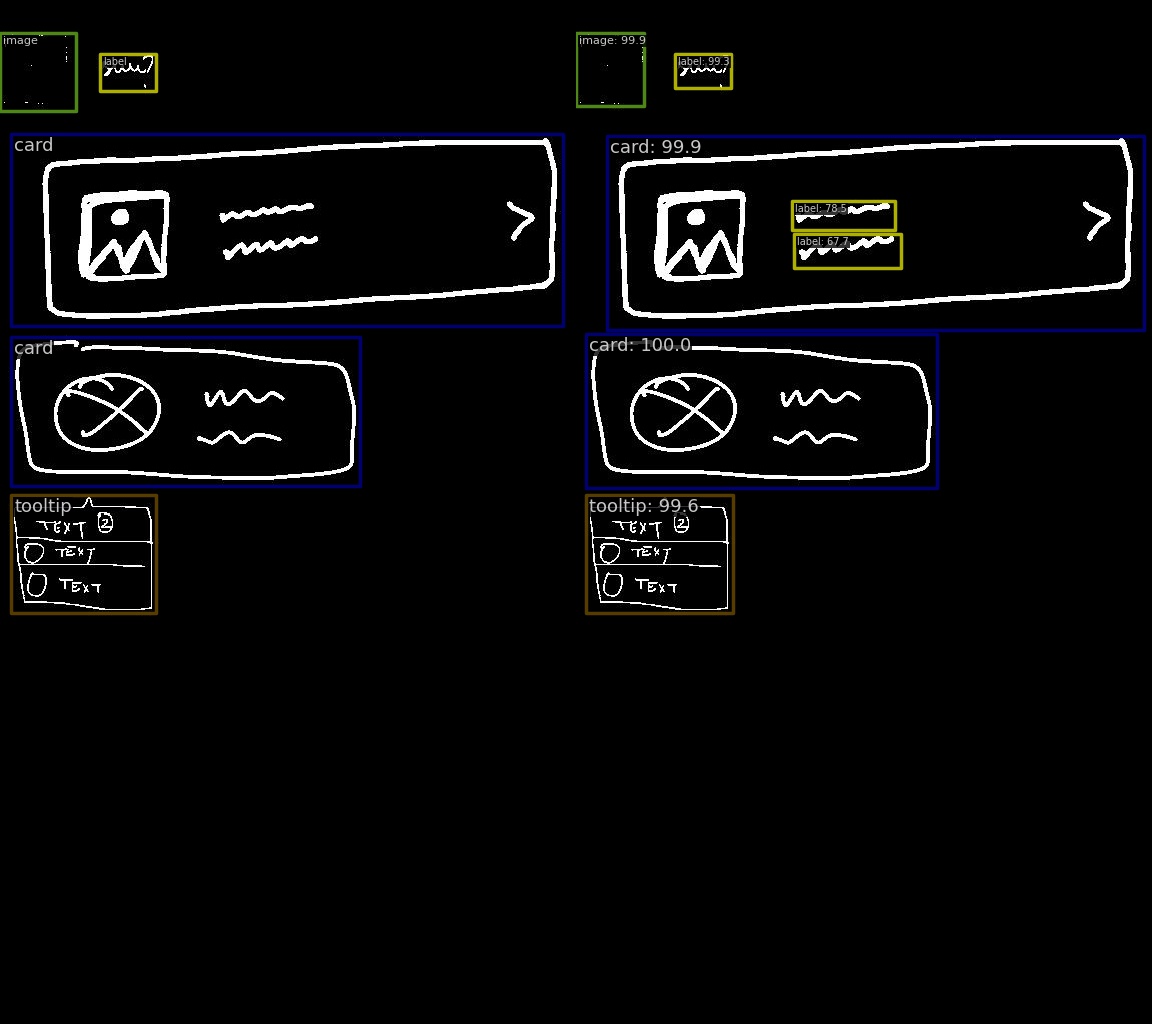 image
label
image: 99.9
label: 99.3
card
card: 99.9
label: 78.5
label: 67.7
card
card: 100.0
tooltip
TEXT 2
TEXT
TEXT
tooltip: 99.6
TEXT 2
TEXT
TEXT